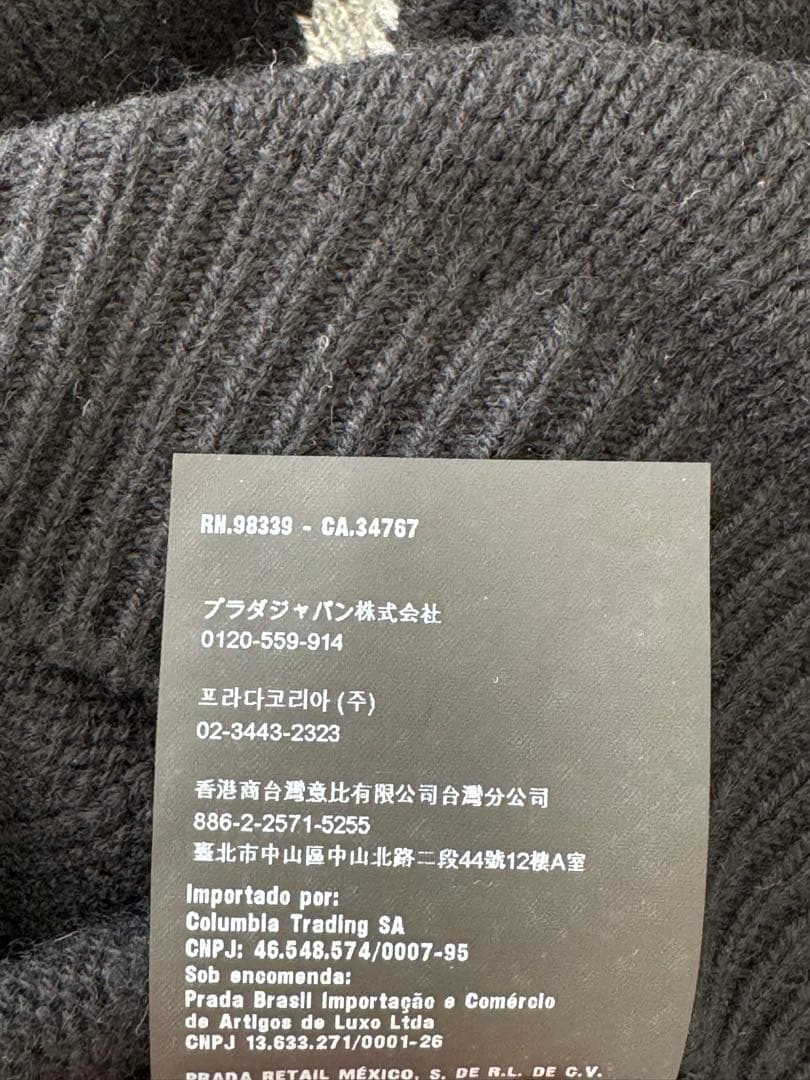 RN.98339 - CA.34767
プラダジャパン株式会社
0120-559-914
프라다코리아 (주)
02-3443-2323
香港商台灣意比有限公司台灣分公司
886-2-2571-5255
臺北市中山區中山北路二段44號12樓A室
Importado por:
Columbia Trading SA
CNPJ: 46.548.574/0007-95
Sob encomenda:
Prada Brasil Importação e Comércio
de Artigos de Luxo Ltda
CNPJ 13.633.271/0001-26
PRADA RETAIL MÉXICO, S. DE R.L. DE C.V.